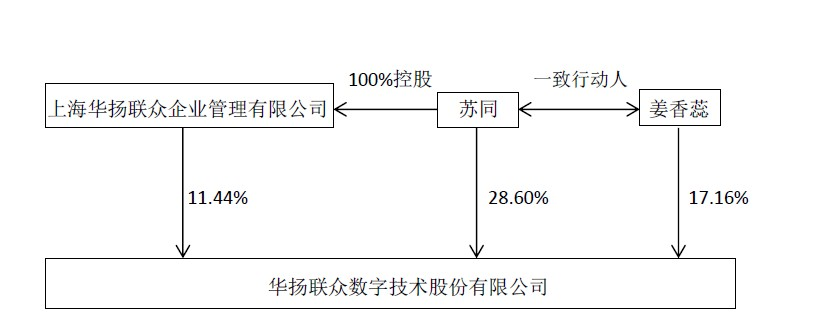 100%控股
一致行动人
上海华扬联众企业管理有限公司
苏同
姜香蕊
11.44%
28.60%
17.16%
华扬联众数字技术股份有限公司